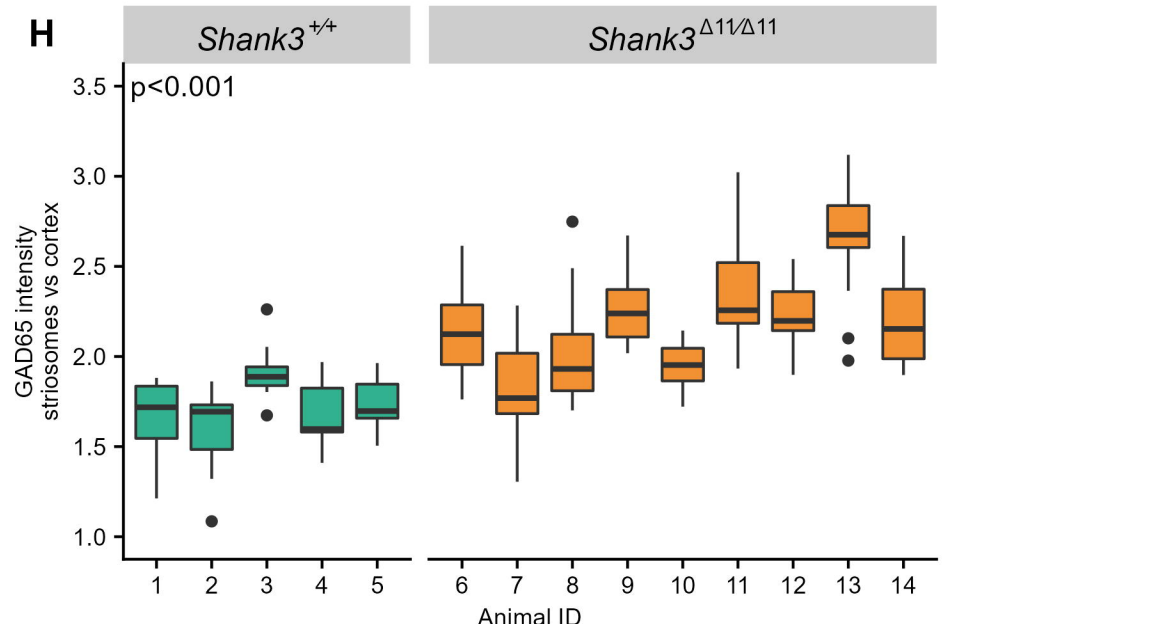 H
Shank3+/+
Shank3Δ11/Δ11
p<0.001
3.5
3.0
2.5
2.0
1.5
1.0
GAD65 intensity
striosomes vs cortex
1 2 3 4 5 6 7 8 9 10 11 12 13 14
Animal ID